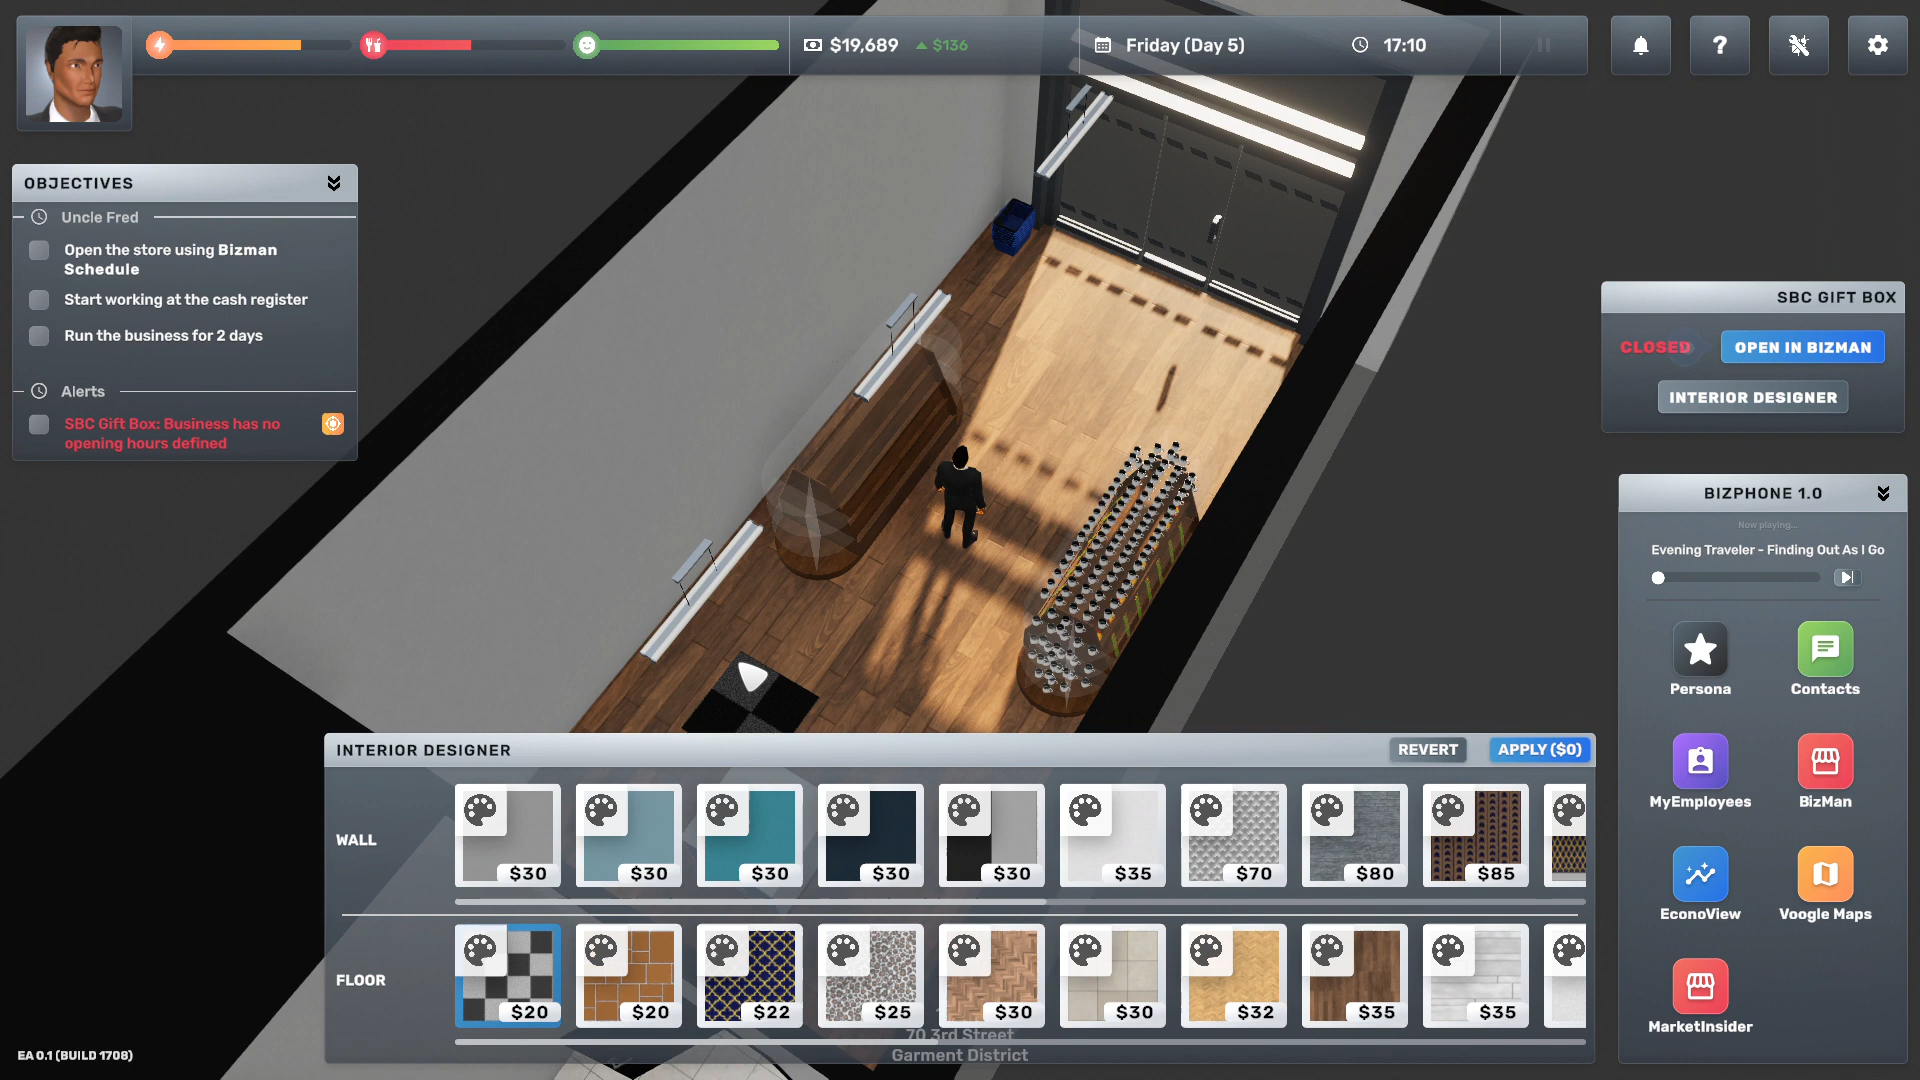 $19,689
$136
Friday (Day 5)
17:10
OBJECTIVES
Uncle Fred
Open the store using Bizman
Schedule
Start working at the cash register
Run the business for 2 days
Alerts
SBC Gift Box: Business has no
opening hours defined
SBC GIFT BOX
CLOSED
OPEN IN BIZMAN
INTERIOR DESIGNER
BIZPHONE 1.0
Now playing...
Evening Traveler - Finding Out As I Go
Persona
Contacts
MyEmployees
BizMan
EconoView
Voogle Maps
MarketInsider
INTERIOR DESIGNER
REVERT
APPLY ($0)
WALL
$30
$30
$30
$30
$30
$35
$70
$80
$85
FLOOR
$20
$20
$22
$25
$30
$30
$32
$35
$35
70 3rd Street
Garment District
EA 0.1 (BUILD 1708)